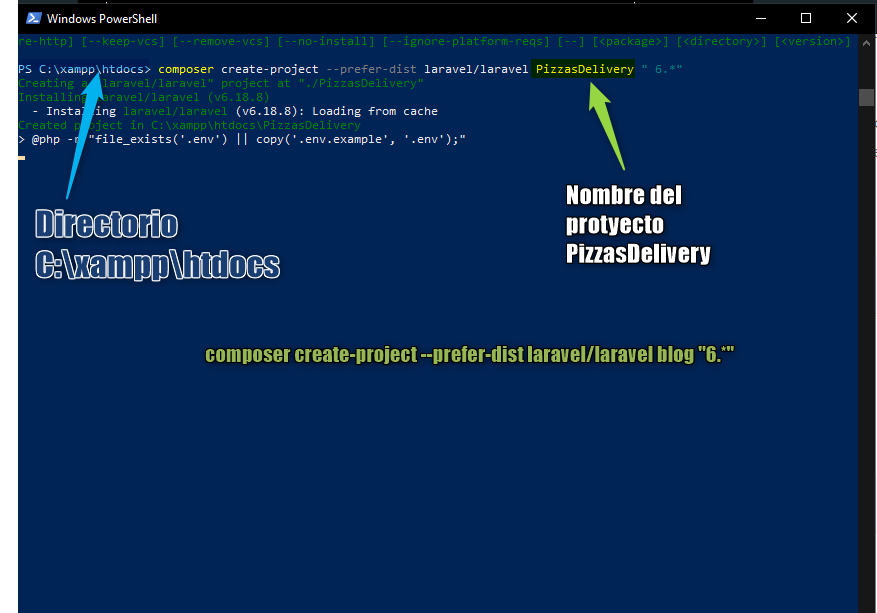 Windows PowerShell
re-http] [--keep-vcs] [--remove-vcs] [--no-install] [--ignore-platform-reqs] [--] [<package>] [<directory>] [<version>]
PS C:\xampp\htdocs> composer create-project --prefer-dist laravel/laravel PizzasDelivery " 6.*"
Creating a "laravel/laravel" project at "./PizzasDelivery"
Installing laravel/laravel (v6.18.8)
- Installing laravel/laravel (v6.18.8): Loading from cache
Created project in C:\xampp\htdocs\PizzasDelivery
> @php -r "file_exists('.env') || copy('.env.example', '.env');"
Directorio
C:\xampp\htdocs
Nombre del
protyecto
PizzasDelivery
composer create-project --prefer-dist laravel/laravel blog "6.*"